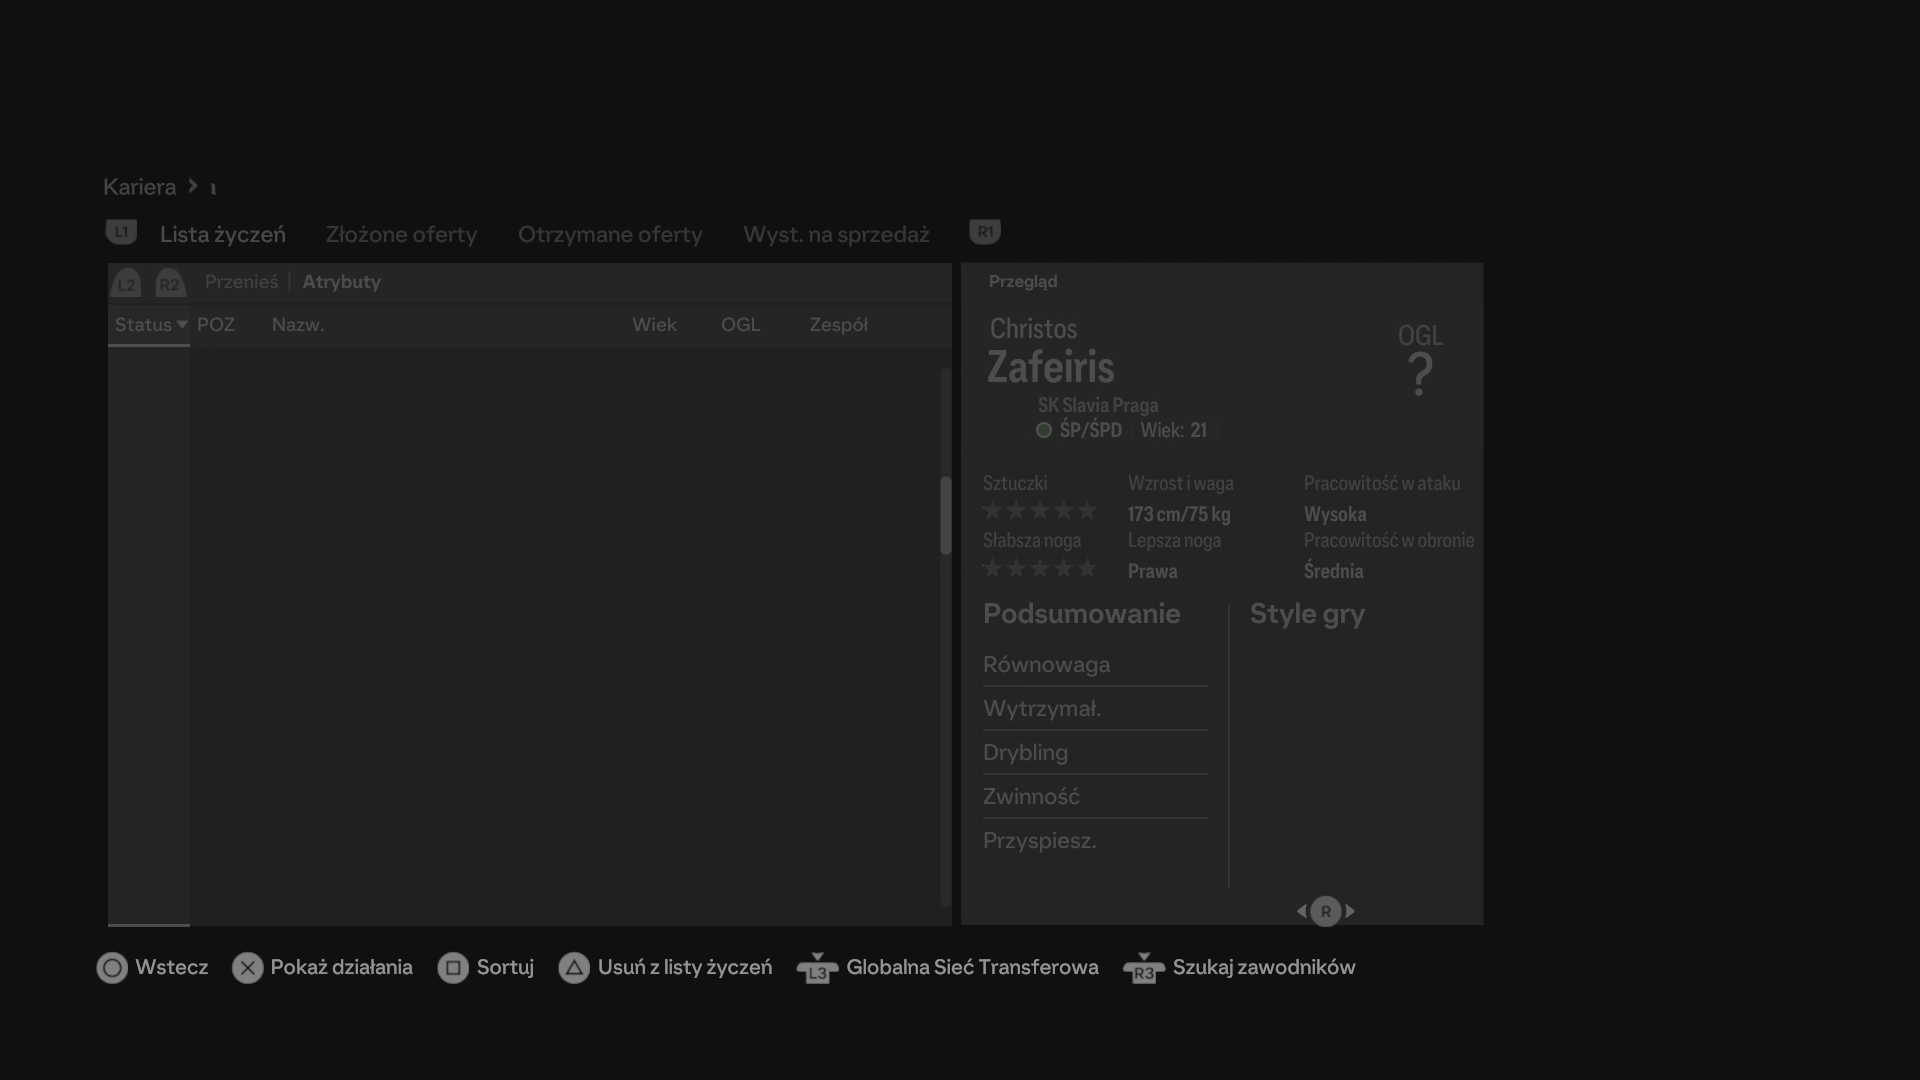 Kariera
L1 Lista życzeń Złożone oferty Otrzymane oferty Wyst. na sprzedaż R1
L2 R2 Przenieś | Atrybuty
Status POZ Nazw. Wiek OGL Zespół
Przegląd
Christos
Zafeiris
OGL
?
SK Slavia Praga
ŚP/ŚPD Wiek: 21
Sztuczki Wzrost i waga Pracowitość w ataku
173 cm/75 kg Wysoka
Słabsza noga Lepsza noga Pracowitość w obronie
Prawa Średnia
Podsumowanie Style gry
Równowaga
Wytrzymał.
Drybling
Zwinność
Przyspiesz.
R
Wstecz Pokaż działania Sortuj Usuń z listy życzeń L3 Globalna Sieć Transferowa R3 Szukaj zawodników